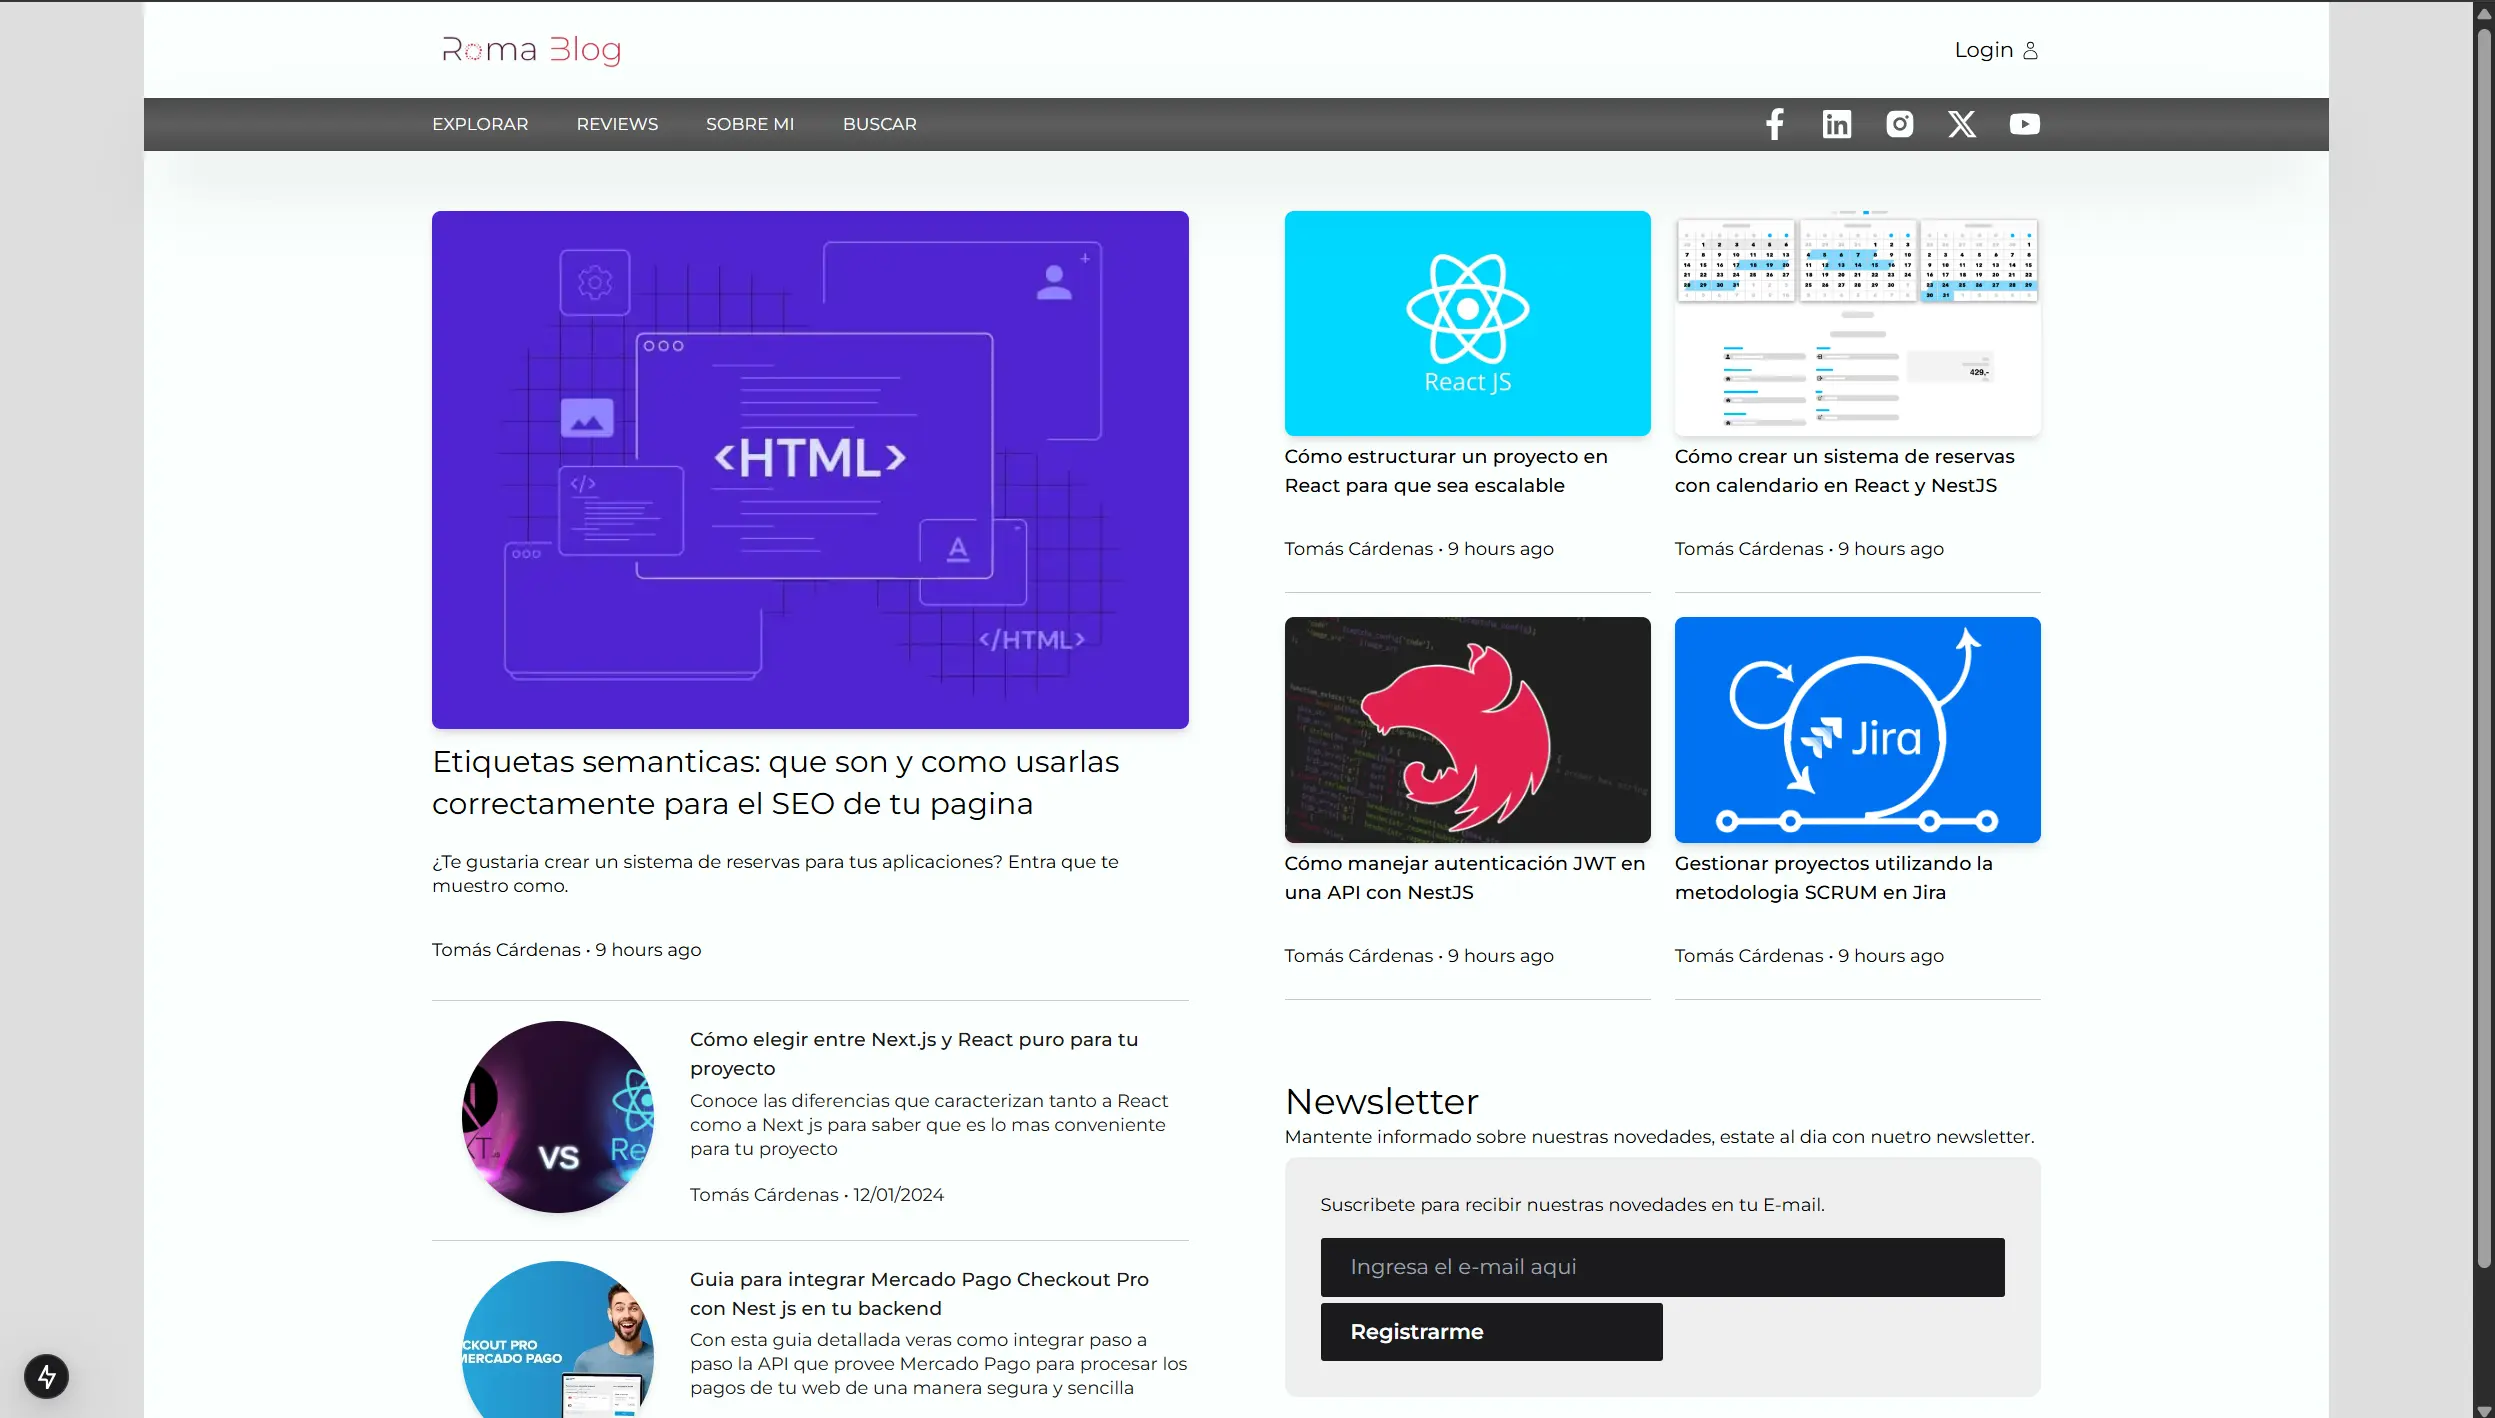 Roma Blog
Login
EXPLORAR
REVIEWS
SOBRE MI
BUSCAR
<HTML>
</>
A
</HTML>
Etiquetas semanticas: que son y como usarlas
correctamente para el SEO de tu pagina
¿Te gustaria crear un sistema de reservas para tus aplicaciones? Entra que te
muestro como.
Tomás Cárdenas • 9 hours ago
VS
Re
Cómo elegir entre Next.js y React puro para tu
proyecto
Conoce las diferencias que caracterizan tanto a React
como a Next js para saber que es lo mas conveniente
para tu proyecto
Tomás Cárdenas • 12/01/2024
CKOUT PRO
MERCADO PAGO
Guia para integrar Mercado Pago Checkout Pro
con Nest js en tu backend
Con esta guia detallada veras como integrar paso a
paso la API que provee Mercado Pago para procesar los
pagos de tu web de una manera segura y sencilla
React JS
Cómo estructurar un proyecto en
React para que sea escalable
Tomás Cárdenas • 9 hours ago
429,-
Cómo crear un sistema de reservas
con calendario en React y NestJS
Tomás Cárdenas • 9 hours ago
Cómo manejar autenticación JWT en
una API con NestJS
Tomás Cárdenas • 9 hours ago
Jira
Gestionar proyectos utilizando la
metodologia SCRUM en Jira
Tomás Cárdenas • 9 hours ago
Newsletter
Mantente informado sobre nuestras novedades, estate al dia con nuetro newsletter.
Suscribete para recibir nuestras novedades en tu E-mail.
Ingresa el e-mail aqui
Registrarme